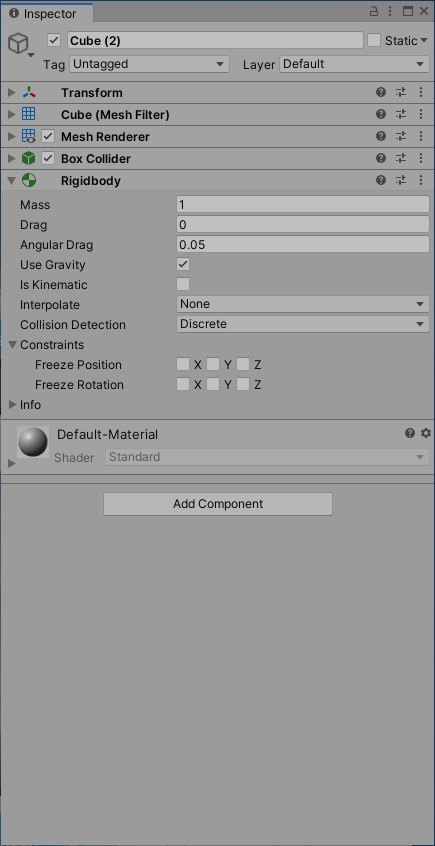 Inspector
Cube (2) Static
Tag Untagged Layer Default
Transform
Cube (Mesh Filter)
Mesh Renderer
Box Collider
Rigidbody
Mass 1
Drag 0
Angular Drag 0.05
Use Gravity
Is Kinematic
Interpolate None
Collision Detection Discrete
Constraints
Freeze Position X Y Z
Freeze Rotation X Y Z
Info
Default-Material
Shader Standard
Add Component